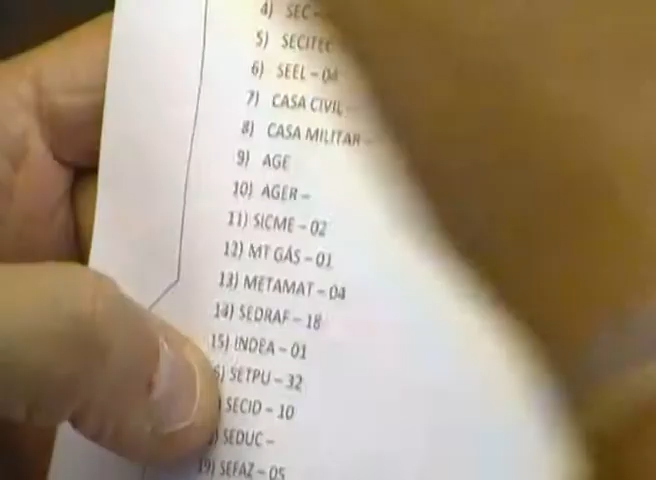 4) SEC -
5) SECITEC
6) SEEL – 04
7) CASA CIVIL -
8) CASA MILITAR –
9) AGE
10) AGER –
11) SICME – 02
12) MT GÁS – 01
13) METAMAT – 04
14) SEDRAF – 18
15) INDEA – 01
6) SETPU – 32
) SECID – 10
) SEDUC –
19) SEFAZ – 05